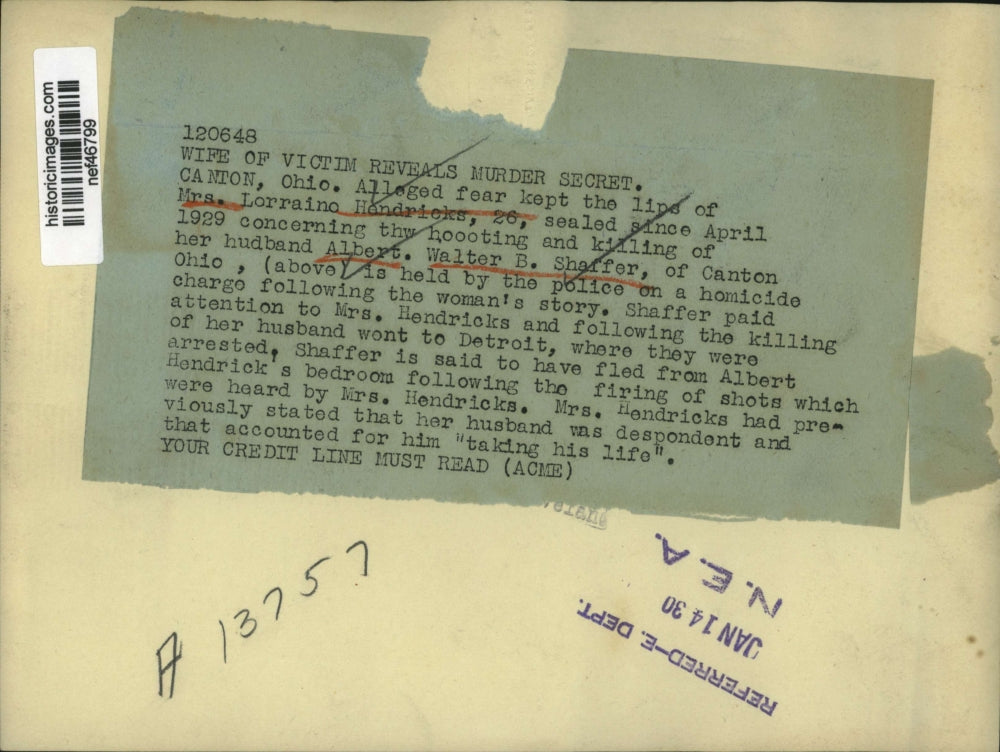 historicimages.com
nef46799
120648
WIFE OF VICTIM REVEALS MURDER SECRET.
CANTON, Ohio. Alleged fear kept the lips of
Mrs. Lorraine Hendricks, 26, sealed since April
1929 concerning thw hoooting and killing of
her hudband Albert. Walter B. Shaffer, of Canton
Ohio , (above) is held by the police on a homicide
charge following the woman's story. Shaffer paid
attention to Mrs. Hendricks and following the killing
of her husband went to Detroit, where they were
arrested, Shaffer is said to have fled from Albert
Hendrick's bedroom following the firing of shots which
were heard by Mrs. Hendricks. Mrs. Hendricks had pre-
viously stated that her husband was despondent and
that accounted for him "taking his life".
YOUR CREDIT LINE MUST READ (ACME)
A 13757
REFERRED-E. DEPT.
JAN 14 30
N. E. A.